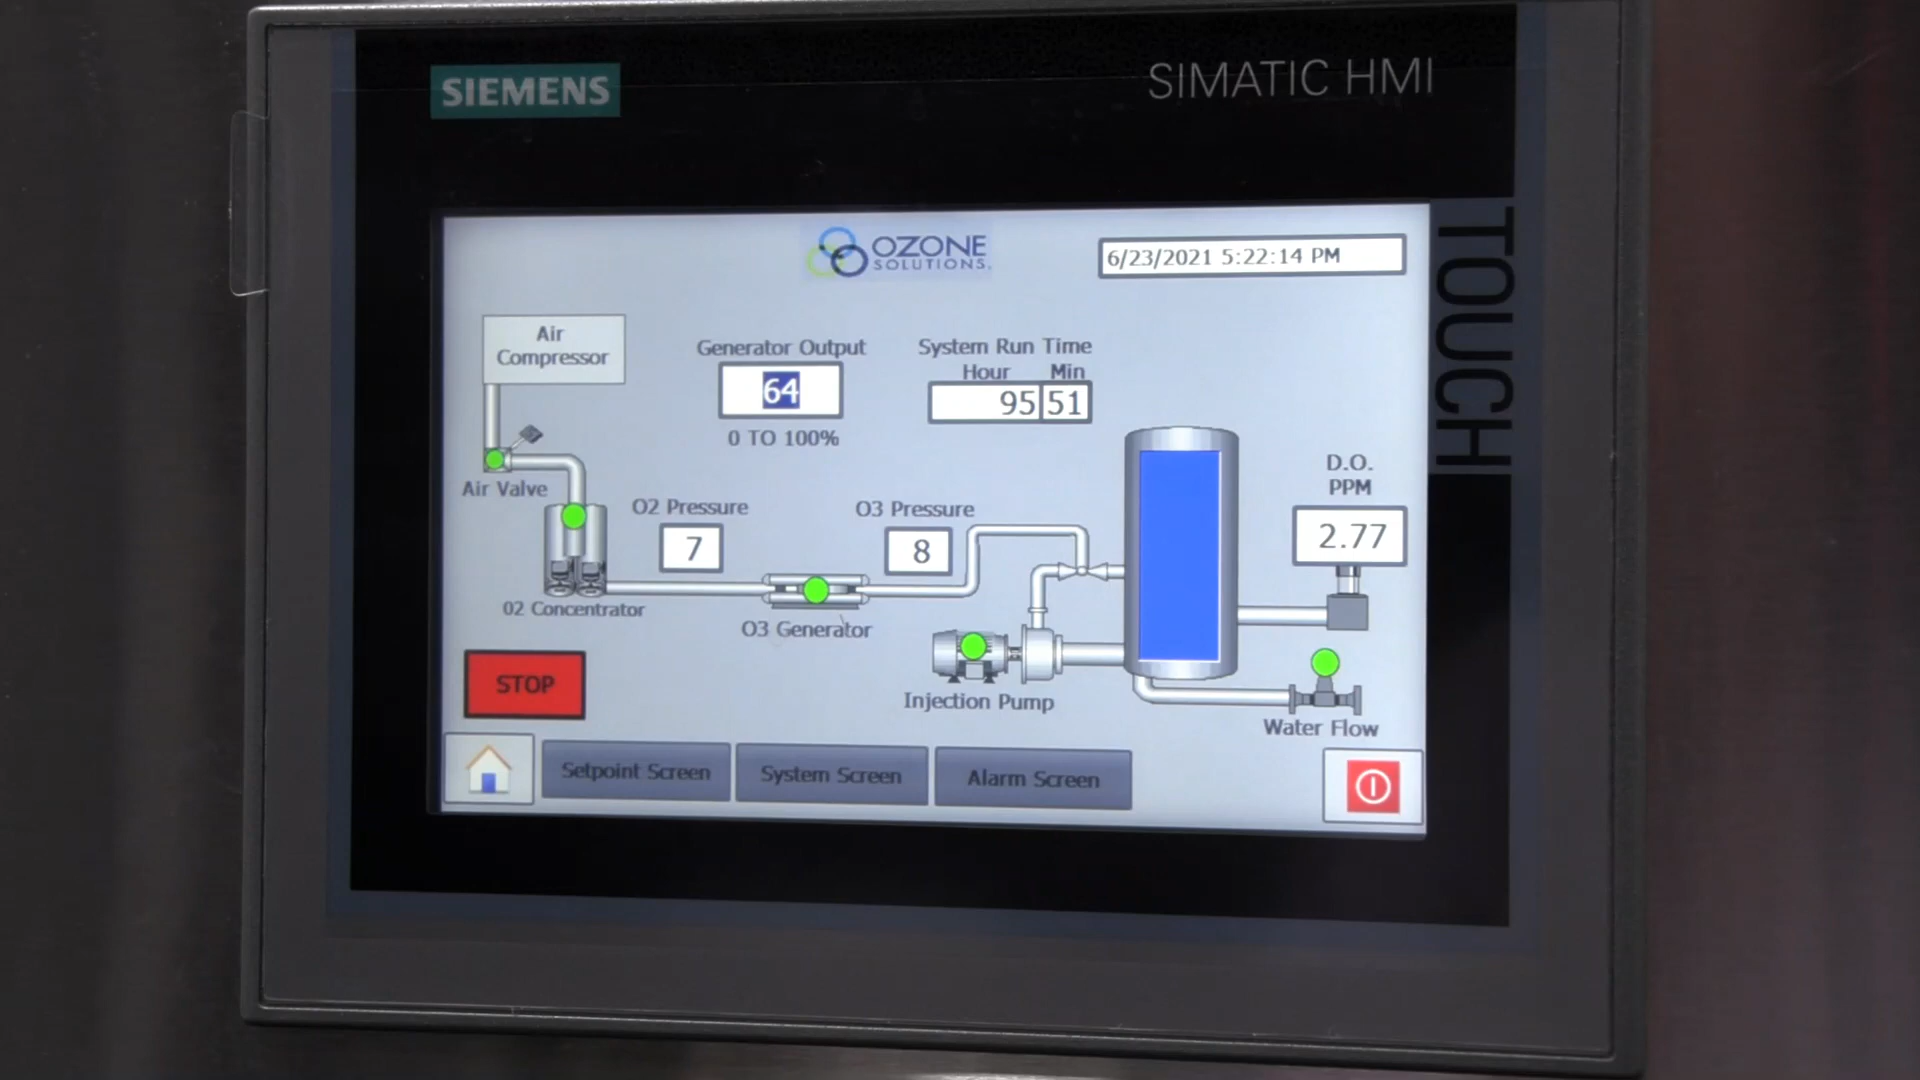 SIEMENS
SIMATIC HMI
TOUCH
OZONE
SOLUTIONS.
6/23/2021 5:22:14 PM
Air
Compressor
Generator Output
64
0 TO 100%
System Run Time
Hour Min
95 51
Air Valve
D.O.
PPM
2.77
O2 Pressure
7
O3 Pressure
8
02 Concentrator
O3 Generator
STOP
Injection Pump
Water Flow
Setpoint Screen
System Screen
Alarm Screen